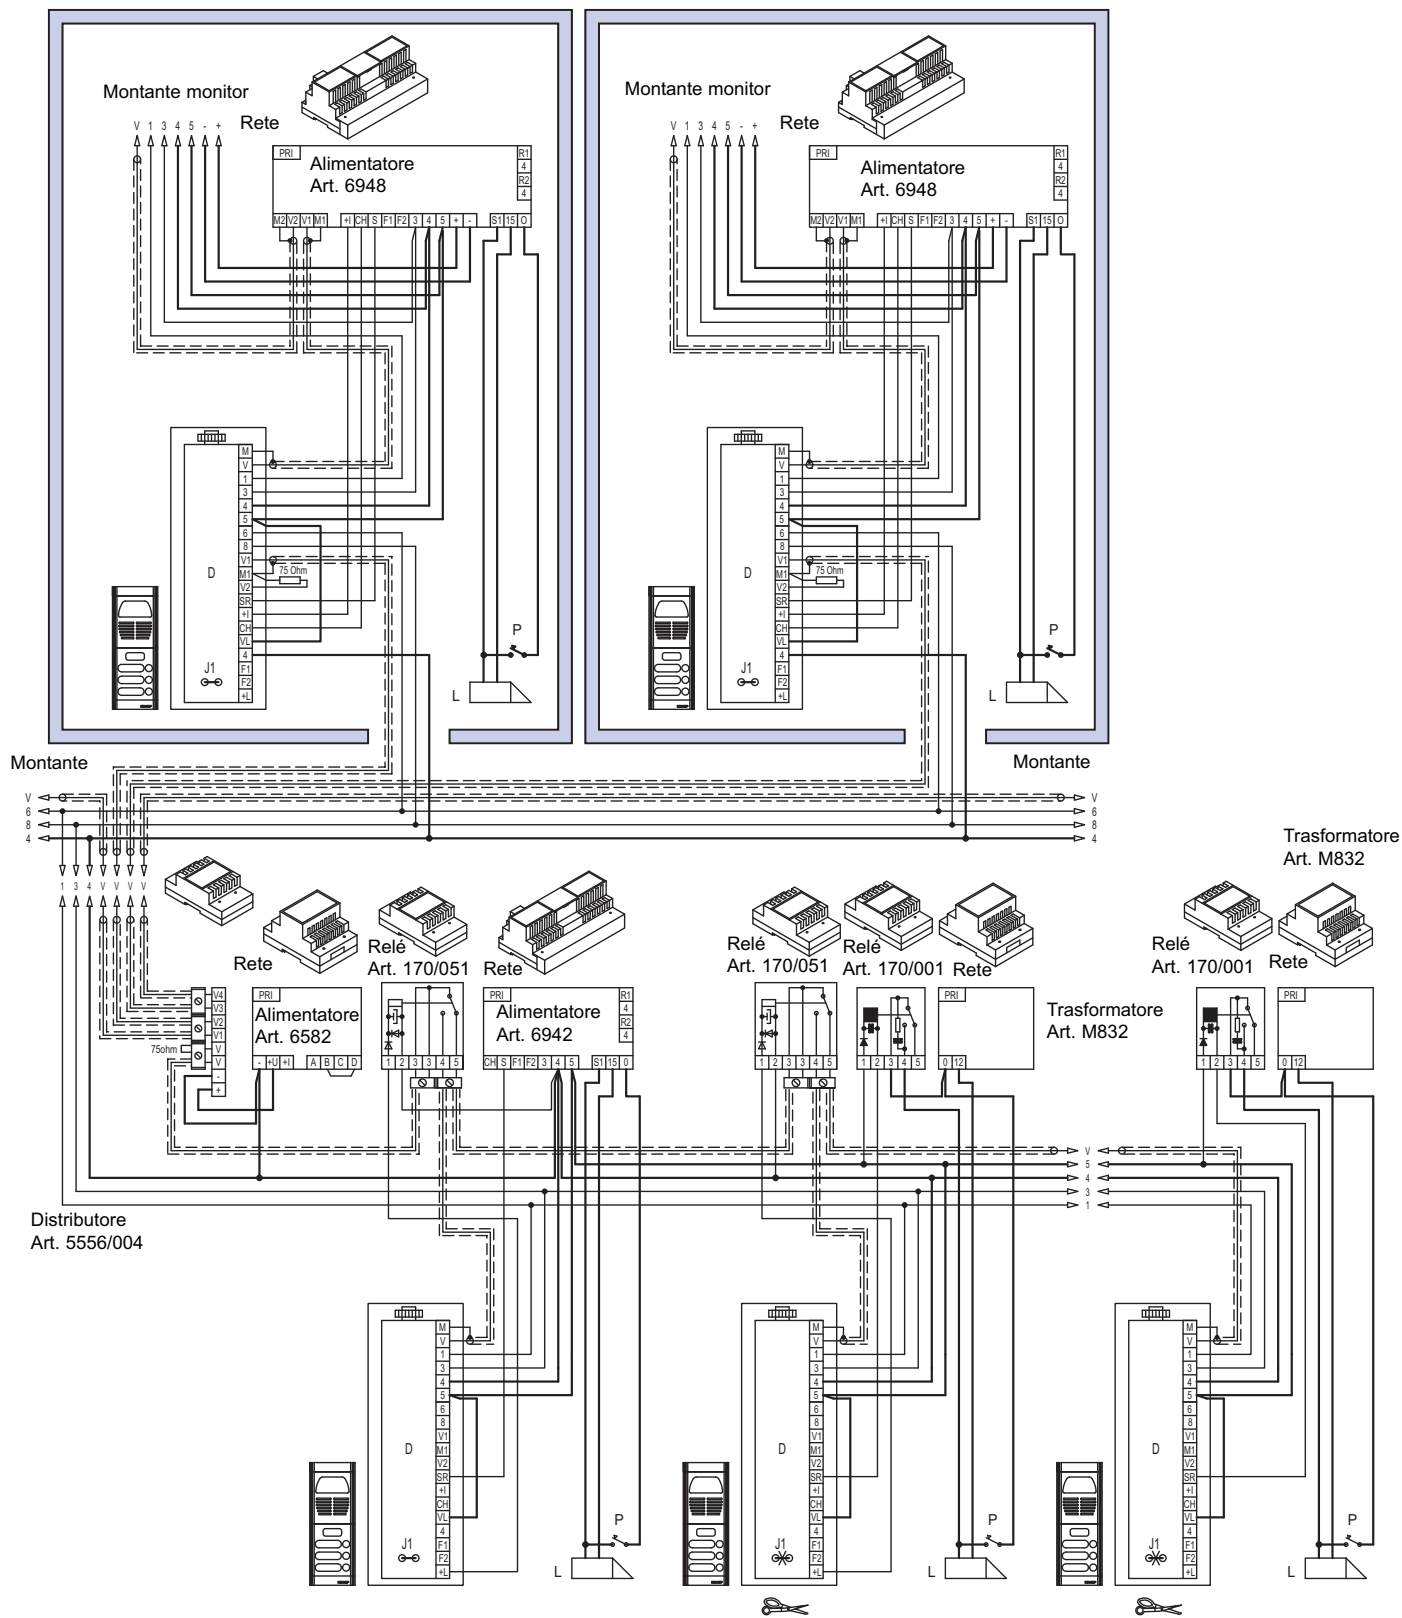 Montante monitor
Rete
V 1 3 4 5 - +
PRI
Alimentatore
Art. 6948
R1
4
R2
4
M2 V2 V1 M1 +I CH S F1 F2 3 4 5 + - S1 15 O
M
V
1
3
4
5
6
8
V1
M1
V2
SR
+I
CH
VL
4
F1
F2
+L
D
75 Ohm
J1
P
L
Montante monitor
Rete
V 1 3 4 5 - +
PRI
Alimentatore
Art. 6948
R1
4
R2
4
M2 V2 V1 M1 +I CH S F1 F2 3 4 5 + - S1 15 O
M
V
1
3
4
5
6
8
V1
M1
V2
SR
+I
CH
VL
4
F1
F2
+L
D
75 Ohm
J1
P
L
Montante
Montante
V
6
8
4
V
6
8
4
1 3 4 V V V V
Trasformatore
Art. M832
Rete
Relé
Art. 170/051
Rete
Relé
Art. 170/051
Relé
Art. 170/001
Rete
Relé
Art. 170/001
Rete
V4
V3
V2
V1
V
V
-
+
75ohm
PRI
Alimentatore
Art. 6582
- +U +I A B C D
1 2 3 3 4 5
PRI
Alimentatore
Art. 6942
R1
4
R2
4
CH S F1 F2 3 4 5 S1 15 0
1 2 3 3 4 5
1 2 3 4 5
PRI
0 12
Trasformatore
Art. M832
1 2 3 4 5
PRI
0 12
V
5
4
3
1
Distributore
Art. 5556/004
M
V
1
3
4
5
6
8
V1
M1
V2
SR
+I
CH
VL
4
F1
F2
+L
D
J1
P
L
M
V
1
3
4
5
6
8
V1
M1
V2
SR
+I
CH
VL
4
F1
F2
+L
D
J1
P
L
M
V
1
3
4
5
6
8
V1
M1
V2
SR
+I
CH
VL
4
F1
F2
+L
D
J1
P
L